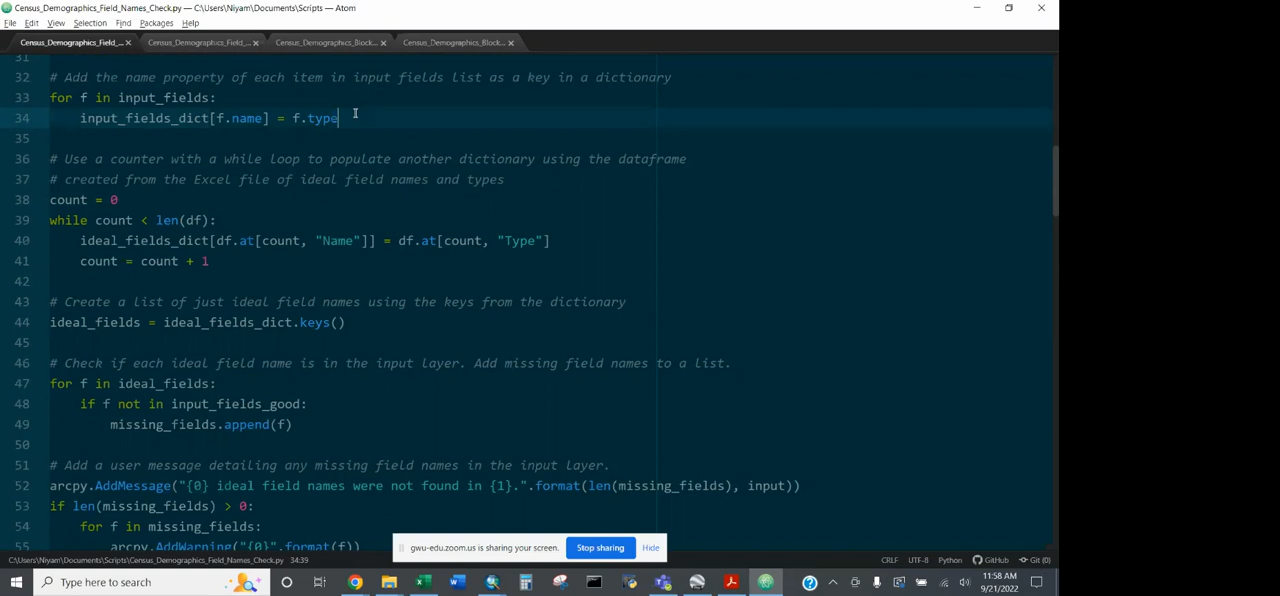 Census_Demographics_Field_Names_Check.py — C:\Users\Niyam\Documents\Scripts — Atom
File Edit View Selection Find Packages Help
Census_Demographics_Field_... × Census_Demographics_Field_... × Census_Demographics_Block... × Census_Demographics_Block... ×
31
32 # Add the name property of each item in input fields list as a key in a dictionary
33 for f in input_fields:
34 input_fields_dict[f.name] = f.type
35
36 # Use a counter with a while loop to populate another dictionary using the dataframe
37 # created from the Excel file of ideal field names and types
38 count = 0
39 while count < len(df):
40 ideal_fields_dict[df.at[count, "Name"]] = df.at[count, "Type"]
41 count = count + 1
42
43 # Create a list of just ideal field names using the keys from the dictionary
44 ideal_fields = ideal_fields_dict.keys()
45
46 # Check if each ideal field name is in the input layer. Add missing field names to a list.
47 for f in ideal_fields:
48 if f not in input_fields_good:
49 missing_fields.append(f)
50
51 # Add a user message detailing any missing field names in the input layer.
52 arcpy.AddMessage("{0} ideal field names were not found in {1}.".format(len(missing_fields), input))
53 if len(missing_fields) > 0:
54 for f in missing_fields:
55 arcpy.AddWarning("{0}".format(f))
gwu-edu.zoom.us is sharing your screen. Stop sharing Hide
C:\Users\Niyam\Documents\Scripts\Census_Demographics_Field_Names_Check.py 34:39 CRLF UTF-8 Python GitHub Git (0)
Type here to search
11:58 AM
9/21/2022